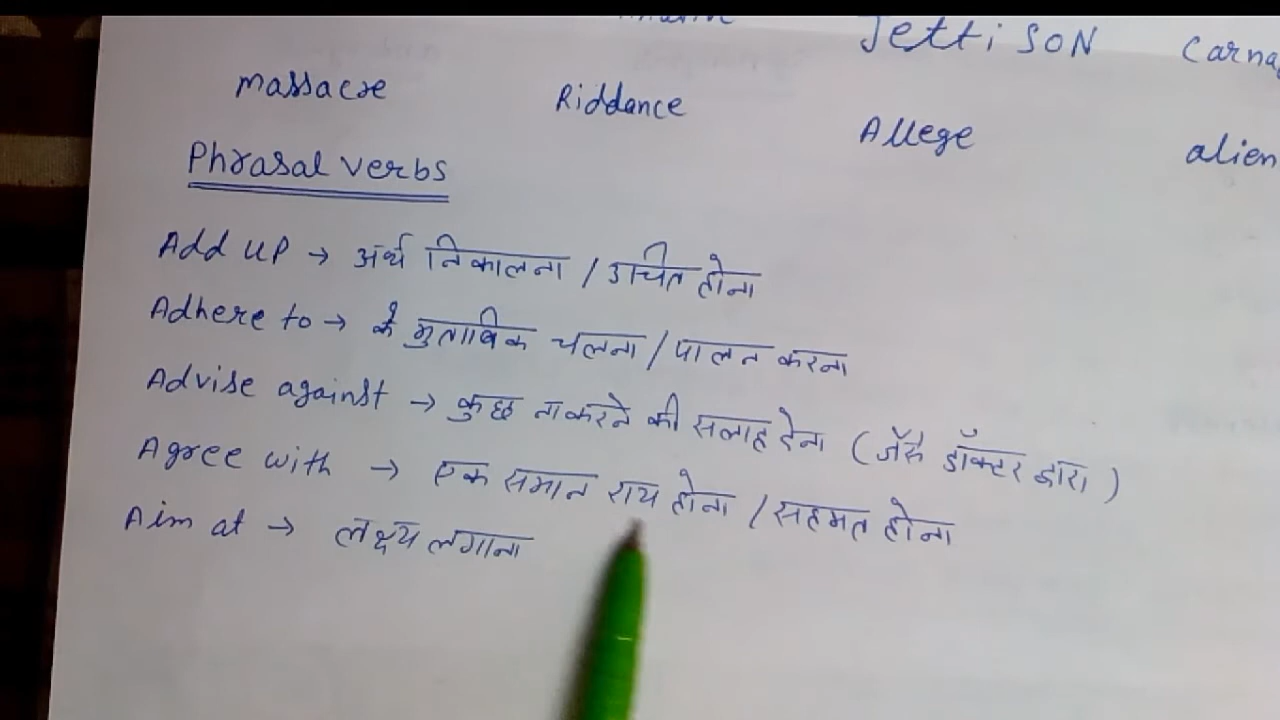 Jettison
Massacre Riddance Allege alien
Phrasal verbs
Add up → अर्थ निकालना / उचित होना
Adhere to → के मुताबिक चलना / पालन करना
Advise against → कुछ ना करने की सलाह देना (जैसे डॉक्टर द्वारा)
Agree with → एक समान राय होना / सहमत होना
Aim at → लक्ष्य लगाना